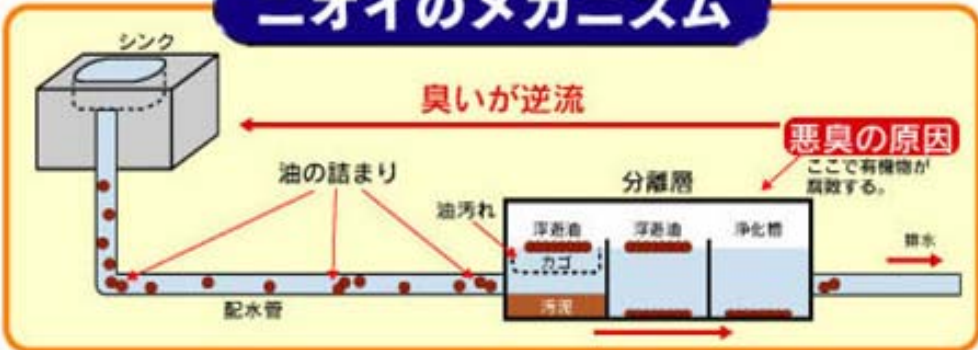 ニオイのメカニズム
シンク
臭いが逆流
悪臭の原因
ここで有機物が
腐敗する。
油の詰まり
分離層
油汚れ
浮遊油
浮遊油
浄化槽
カゴ
汚泥
排水
配水管